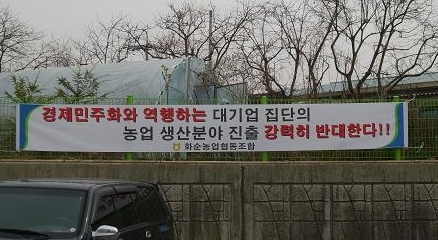 경제민주화와 역행하는 대기업 집단의
농업 생산분야 진출 강력히 반대한다!!
화순농업협동조합